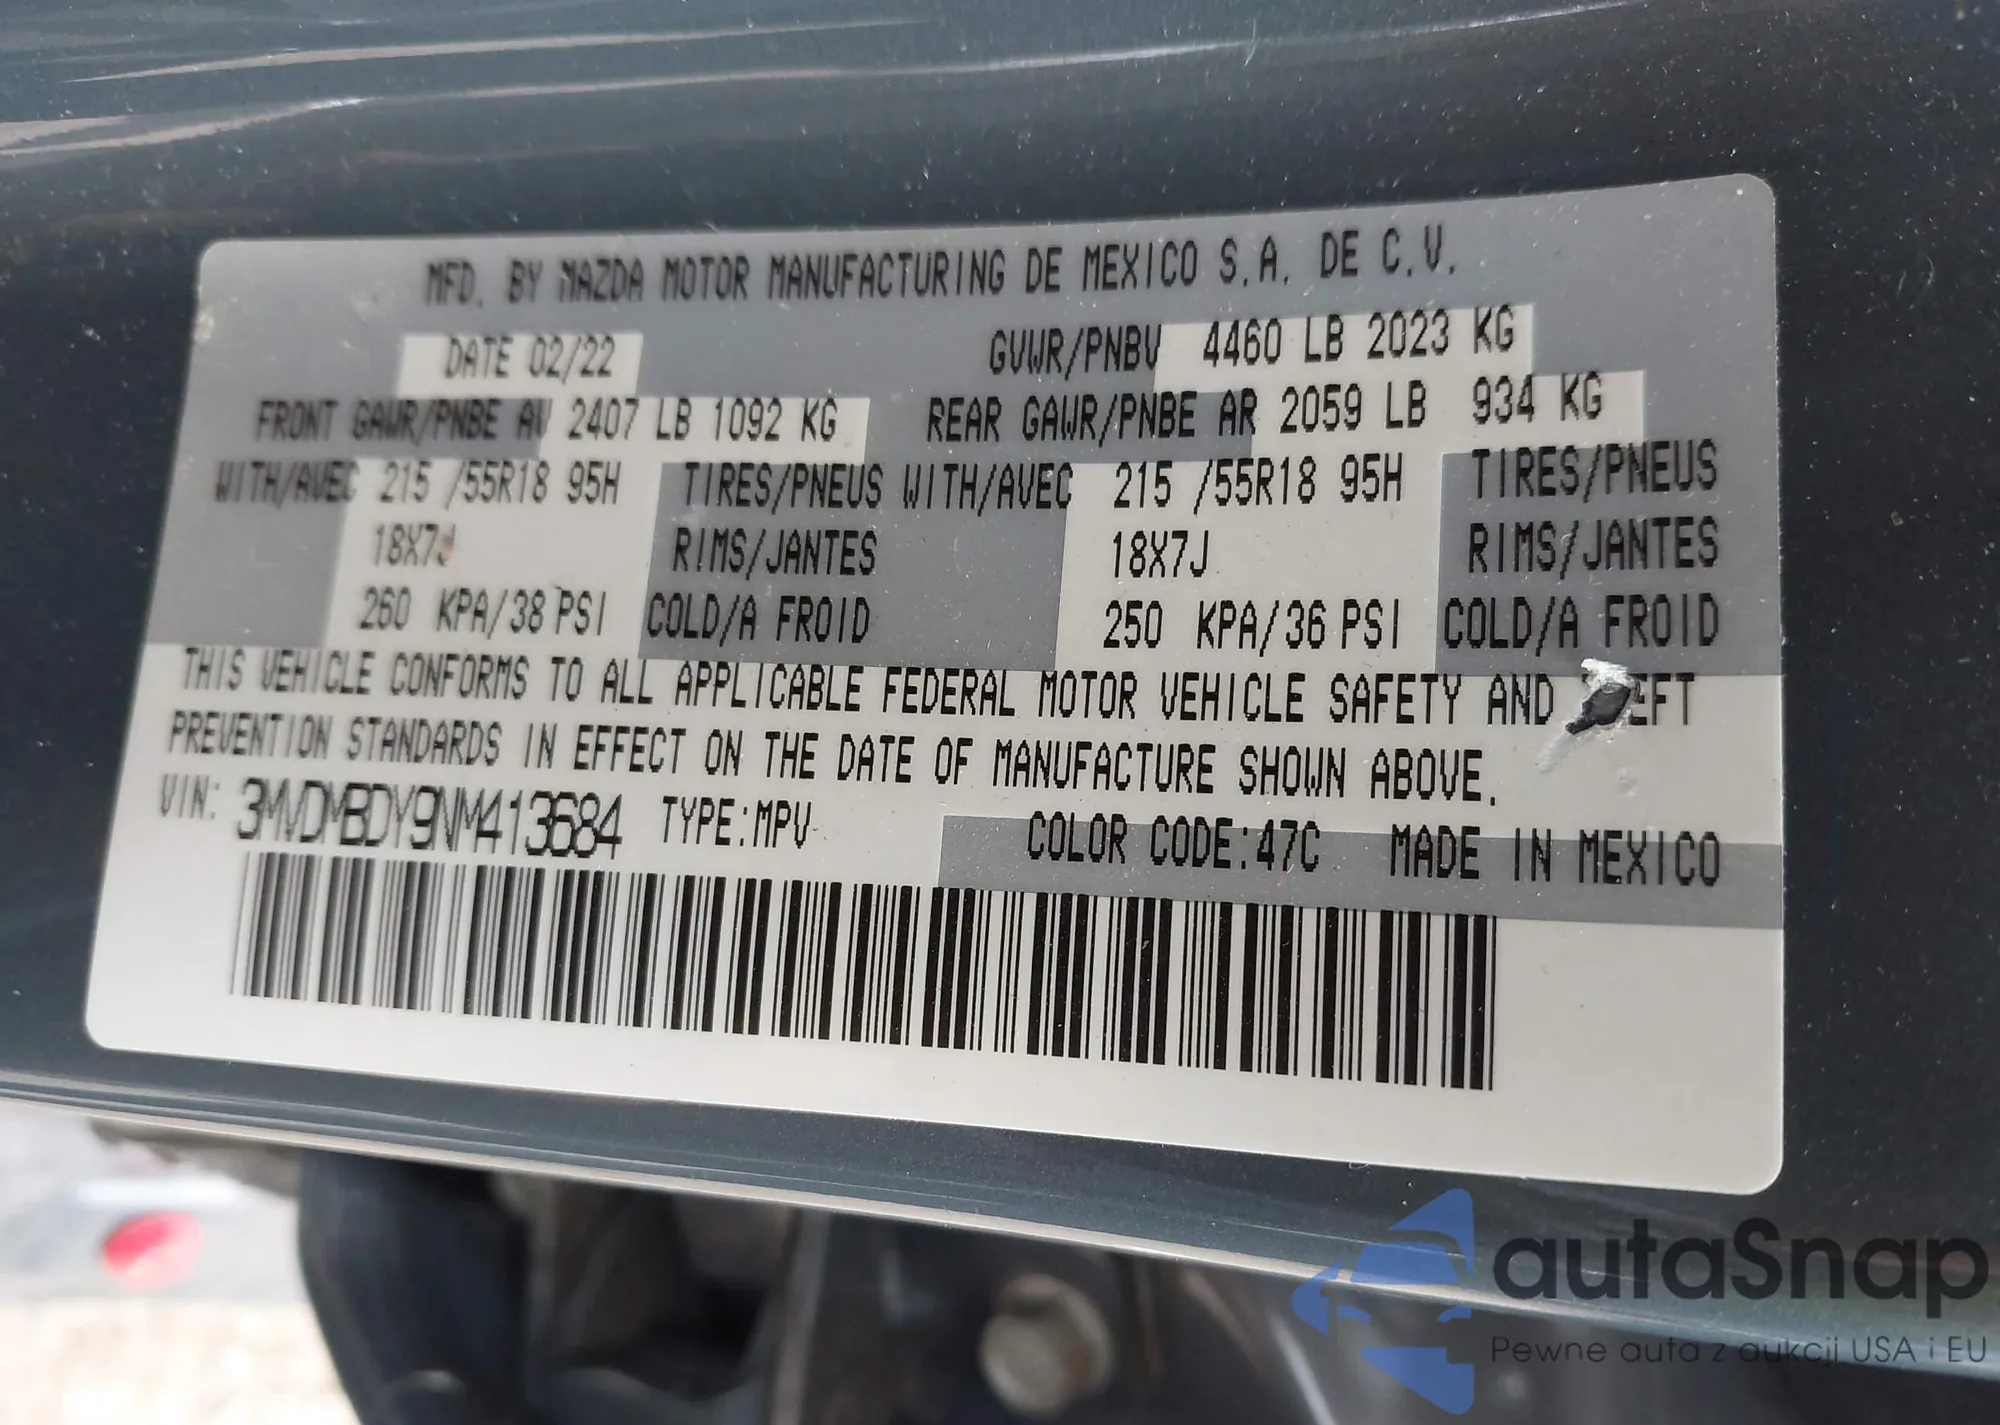 MFD. BY MAZDA MOTOR MANUFACTURING DE MEXICO S.A. DE C.V.
DATE 02/22 GVWR/PNBV 4460 LB 2023 KG
FRONT GAWR/PNBE AV 2407 LB 1092 KG REAR GAWR/PNBE AR 2059 LB 934 KG
WITH/AVEC 215 /55R18 95H TIRES/PNEUS WITH/AVEC 215 /55R18 95H TIRES/PNEUS
18X7J RIMS/JANTES 18X7J RIMS/JANTES
260 KPA/38 PSI COLD/A FROID 250 KPA/36 PSI COLD/A FROID
THIS VEHICLE CONFORMS TO ALL APPLICABLE FEDERAL MOTOR VEHICLE SAFETY AND
PREVENTION STANDARDS IN EFFECT ON THE DATE OF MANUFACTURE SHOWN ABOVE.
VIN: 3MVDMBDY9NM413684 TYPE:MPV COLOR CODE:47C MADE IN MEXICO
autaSnap
Pewne auta z aukcji USA i EU